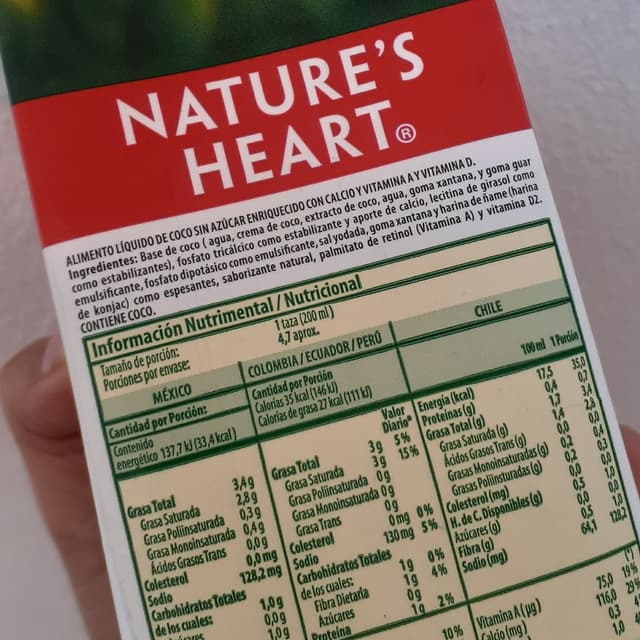 NATURE'S
HEART®
ALIMENTO LÍQUIDO DE COCO SIN AZÚCAR ENRIQUECIDO CON CALCIO Y VITAMINA A Y VITAMINA D.
Ingredientes: Base de coco ( agua, crema de coco, extracto de coco, agua, goma xantana, y goma guar
como estabilizantes), fosfato tricálcico como estabilizante y aporte de calcio, lecitina de girasol como
emulsificante, fosfato dipotásico como emulsificante, sal yodada, goma xantana y harina de ñame (harina
de konjac) como espesantes, saborizante natural, palmitato de retinol (Vitamina A) y vitamina D2.
CONTIENE COCO.
Información Nutrimental / Nutricional
Tamaño de porción: 1 taza (200 ml)
Porciones por envase: 4,7 aprox.
MÉXICO
Cantidad por Porción:
Contenido
energético 137,7 kJ (33,4 kcal)
Grasa Total 3,4g
Grasa Saturada 2,8g
Grasa Poliinsaturada 0,3g
Grasa Monoinsaturada 0,4g
Ácidos Grasos Trans 0,0g
Colesterol 0,0mg
Sodio 128,2mg
Carbohidratos Totales 1,0g
de los cuales: 0,0g
Azúcares 1,0g
COLOMBIA / ECUADOR / PERÚ
Cantidad por Porción
Calorías 35 kcal (146 kJ)
Calorías de grasa 27 kcal (111 kJ)
Valor
Diario*
Grasa Total 3g 5%
Grasa Saturada 3g 15%
Grasa Poliinsaturada 0g
Grasa Monoinsaturada 0g
Grasa Trans 0g
Colesterol 0mg 0%
Sodio 130mg 5%
Carbohidratos Totales 1g 0%
de los cuales:
Fibra Dietaria 1g 4%
Azúcares 0g
Proteína 1g 2%
10%
CHILE
100 ml 1 Porción
Energía (kcal) 17,5 35,0
Proteínas (g) 0,4 0,7
Grasa Total (g) 1,7 3,4
Grasa Saturada (g) 1,4 2,8
Ácidos Grasos Trans (g) 0,0 0,0
Grasas Monoinsaturadas (g) 0,2 0,4
Grasas Poliinsturadas (g) 0,2 0,3
Colesterol (mg) 0,0 0,0
H. de C. Disponibles (g) 0,5 1,0
Azúcares (g) 0,0 0,0
Fibra (g) 0,5 1,0
Sodio (mg) 64,1 128,2
75,0 19%
Vitamina A (µg) 116,0 28
Calcio (mg) 0,3
1,0